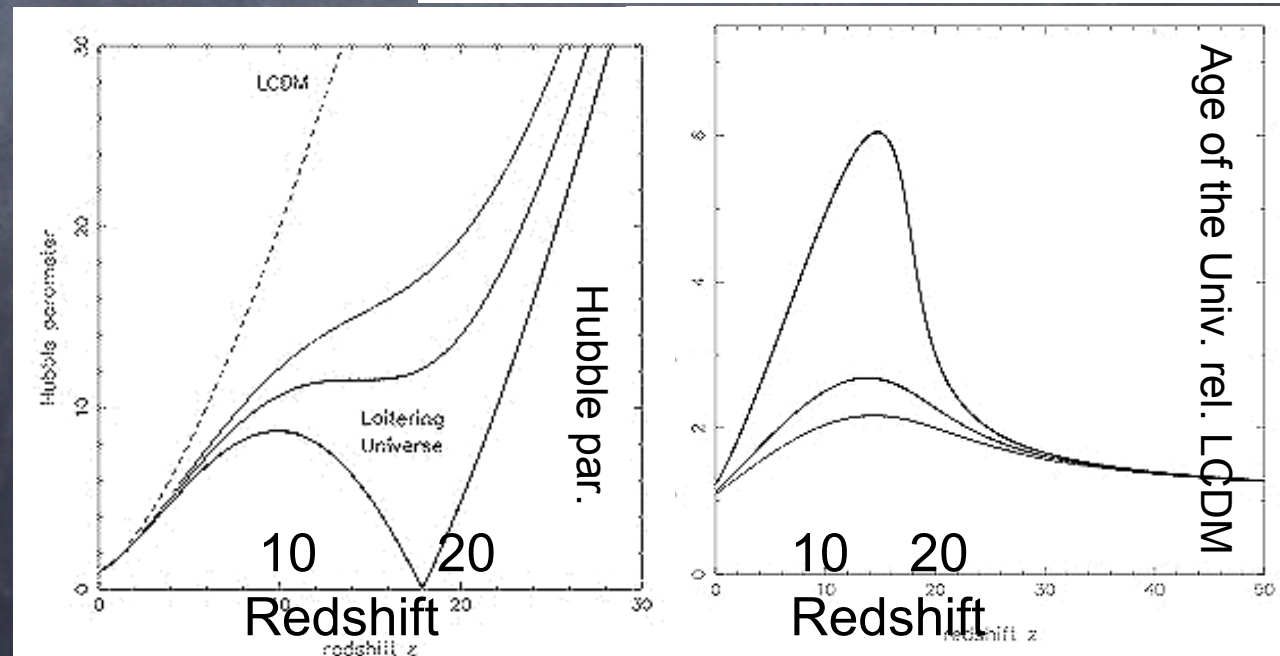 30
20
10
0
Hubble parameter
LCDM
Loitering
Universe
Hubble par.
10 20
0 10 20 30
Redshift
redshift z
6
4
2
0
Age of the Univ. rel. LCDM
10 20
0 10 20 30 40 50
Redshift
redshift z